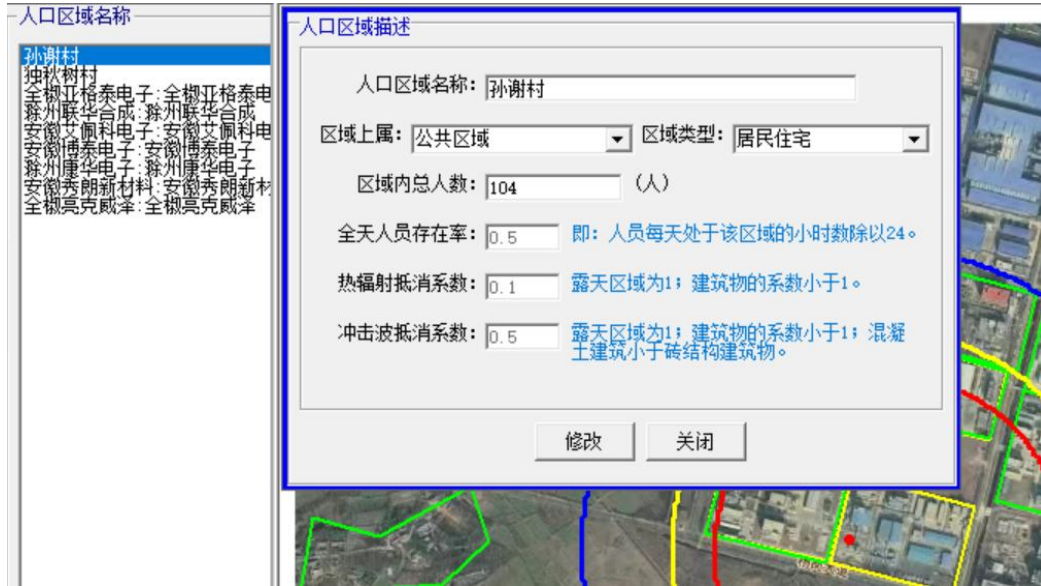 人口区域名称
孙谢村
独秋树村
全椒亚格泰电子:全椒亚格泰电
滁州联华合成:滁州联华合成
安徽艾佩科电子:安徽艾佩科电
安徽博泰电子:安徽博泰电子
滁州康华电子:滁州康华电子
安徽秀朗新材料:安徽秀朗新材
全椒亮克威泽:全椒亮克威泽
人口区域描述
人口区域名称: 孙谢村
区域上属: 公共区域 区域类型: 居民住宅
区域内总人数: 104 (人)
全天人员存在率: 0.5 即: 人员每天处于该区域的小时数除以24。
热辐射抵消系数: 0.1 露天区域为1; 建筑物的系数小于1。
冲击波抵消系数: 0.5 露天区域为1; 建筑物的系数小于1; 混凝
土建筑小于砖结构建筑物。
修改 关闭